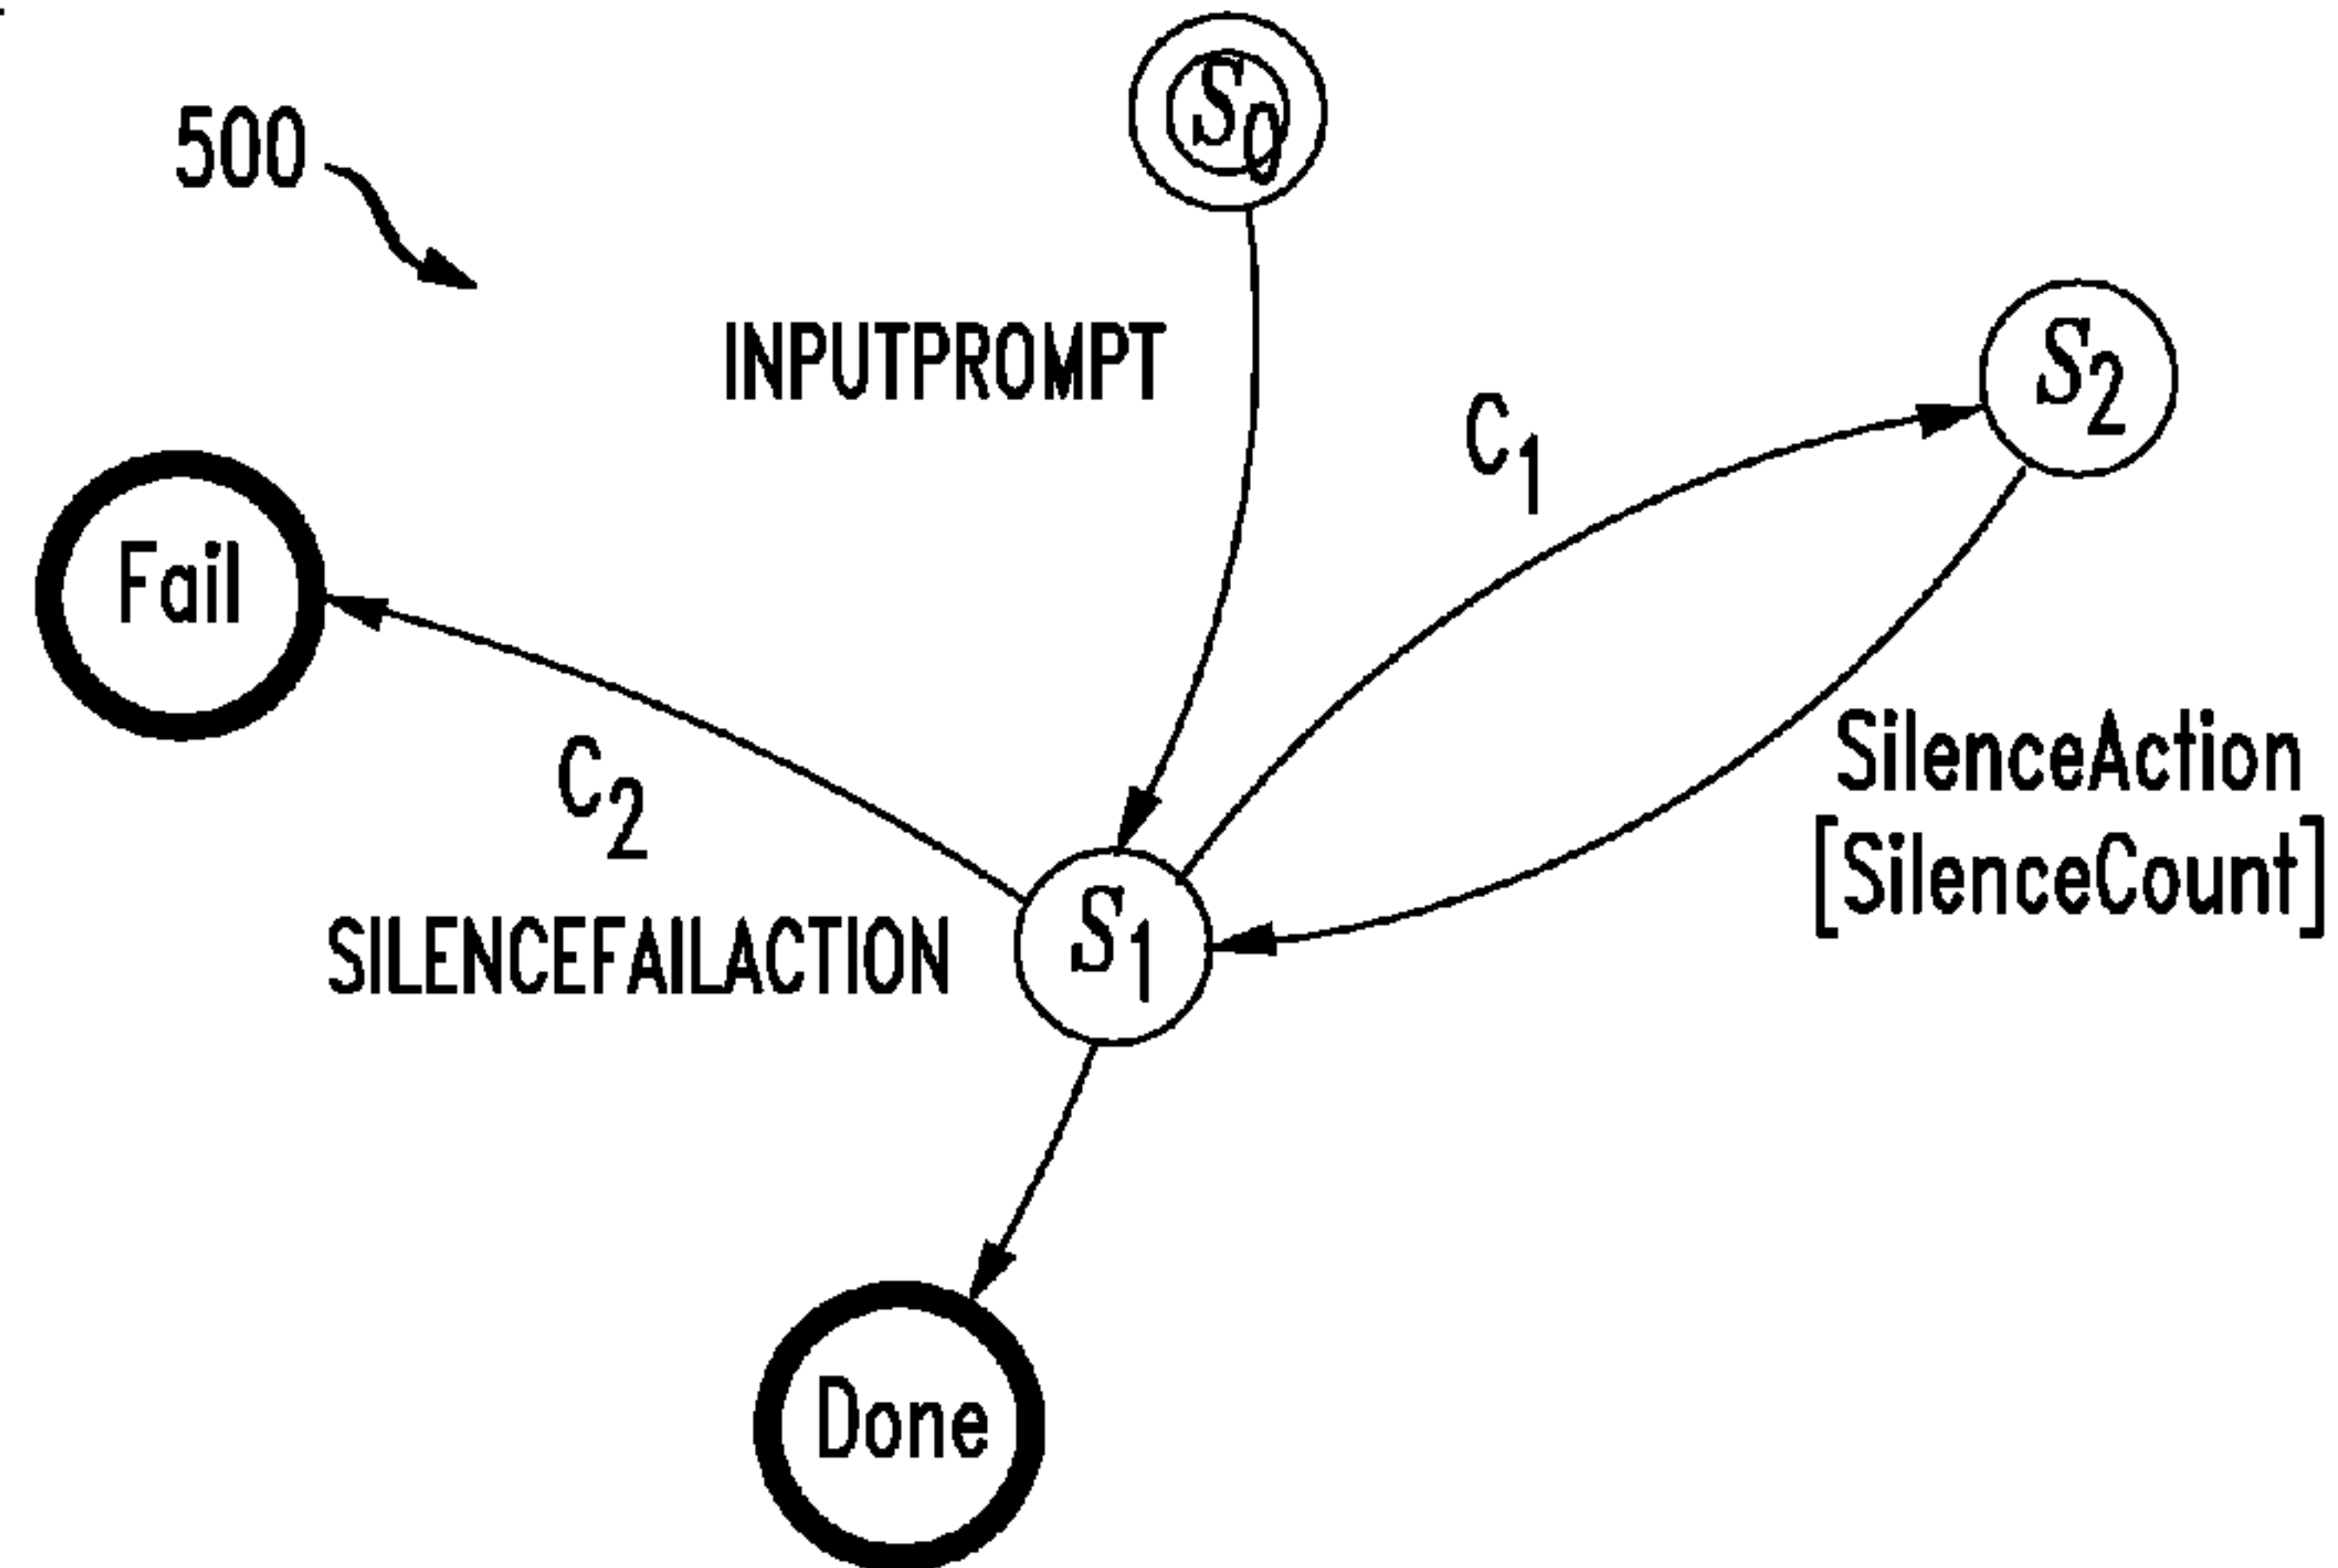 S0
500
INPUTPROMPT
S2
C1
Fail
SilenceAction
[SilenceCount]
C2
S1
SILENCEFAILACTION
Done